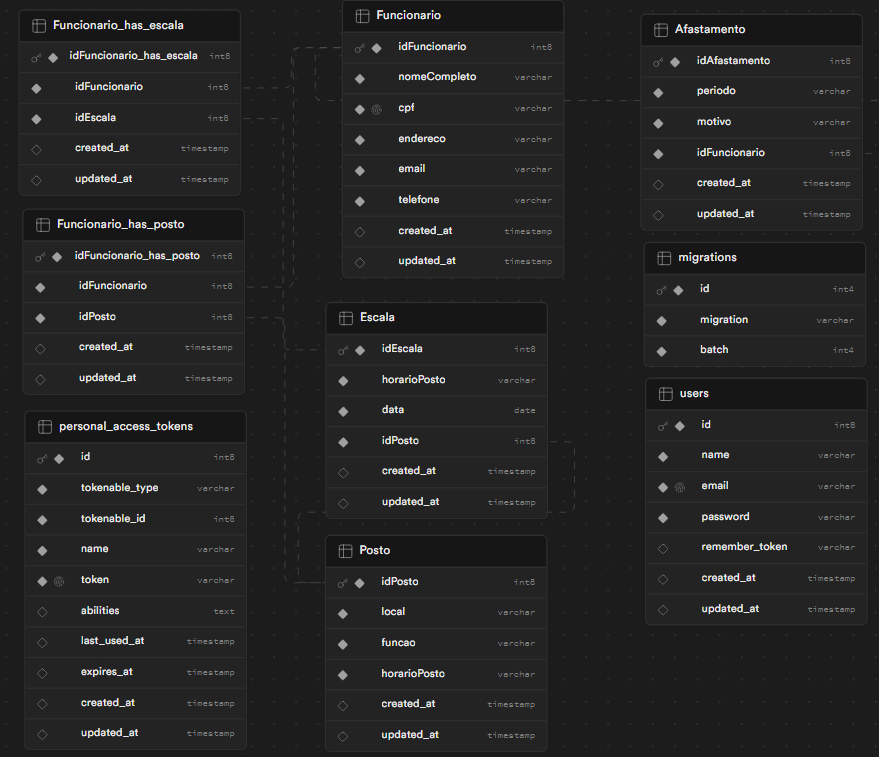 Funcionario_has_escala
idFuncionario_has_escala int8
idFuncionario int8
idEscala int8
created_at timestamp
updated_at timestamp
Funcionario_has_posto
idFuncionario_has_posto int8
idFuncionario int8
idPosto int8
created_at timestamp
updated_at timestamp
personal_access_tokens
id int8
tokenable_type varchar
tokenable_id int8
name varchar
token varchar
abilities text
last_used_at timestamp
expires_at timestamp
created_at timestamp
updated_at timestamp
Funcionario
idFuncionario int8
nomeCompleto varchar
cpf varchar
endereco varchar
email varchar
telefone varchar
created_at timestamp
updated_at timestamp
Escala
idEscala int8
horarioPosto varchar
data date
idPosto int8
created_at timestamp
updated_at timestamp
Posto
idPosto int8
local varchar
funcao varchar
horarioPosto varchar
created_at timestamp
updated_at timestamp
Afastamento
idAfastamento int8
periodo varchar
motivo varchar
idFuncionario int8
created_at timestamp
updated_at timestamp
migrations
id int4
migration varchar
batch int4
users
id int8
name varchar
email varchar
password varchar
remember_token varchar
created_at timestamp
updated_at timestamp